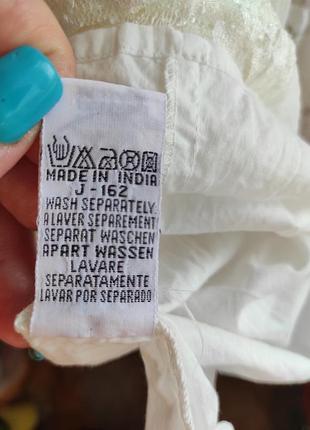 MADE IN INDIA
J - 162
WASH SEPARATELY
A LAVER SEPAREMENT
SEPARAT WASCHEN
APART WASSEN
LAVARE
SEPARATAMENTE
LAVAR POR SEPARADO